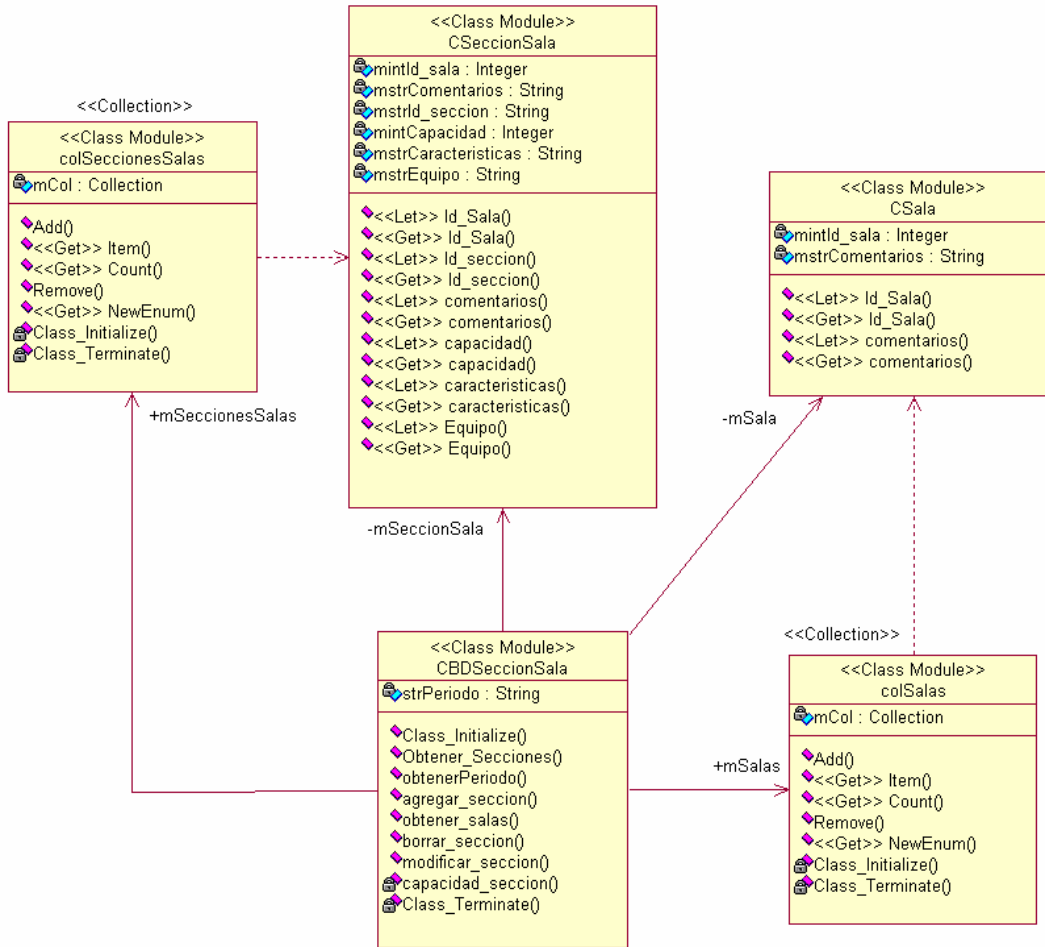 <<Collection>>
<<Class Module>>
colSeccionesSalas
mCol : Collection
Add()
<<Get>> Item()
<<Get>> Count()
Remove()
<<Get>> NewEnum()
Class_Initialize()
Class_Terminate()
+mSeccionesSalas
<<Class Module>>
CSeccionSala
mintId_sala : Integer
mstrComentarios : String
mstrId_seccion : String
mintCapacidad : Integer
mstrCaracteristicas : String
mstrEquipo : String
<<Let>> Id_Sala()
<<Get>> Id_Sala()
<<Let>> Id_seccion()
<<Get>> Id_seccion()
<<Let>> comentarios()
<<Get>> comentarios()
<<Let>> capacidad()
<<Get>> capacidad()
<<Let>> caracteristicas()
<<Get>> caracteristicas()
<<Let>> Equipo()
<<Get>> Equipo()
-mSeccionSala
<<Class Module>>
CSala
mintId_sala : Integer
mstrComentarios : String
<<Let>> Id_Sala()
<<Get>> Id_Sala()
<<Let>> comentarios()
<<Get>> comentarios()
-mSala
<<Class Module>>
CBDSeccionSala
strPeriodo : String
Class_Initialize()
Obtener_Secciones()
obtenerPeriodo()
agregar_seccion()
obtener_salas()
borrar_seccion()
modificar_seccion()
capacidad_seccion()
Class_Terminate()
+mSalas
<<Collection>>
<<Class Module>>
colSalas
mCol : Collection
Add()
<<Get>> Item()
<<Get>> Count()
Remove()
<<Get>> NewEnum()
Class_Initialize()
Class_Terminate()